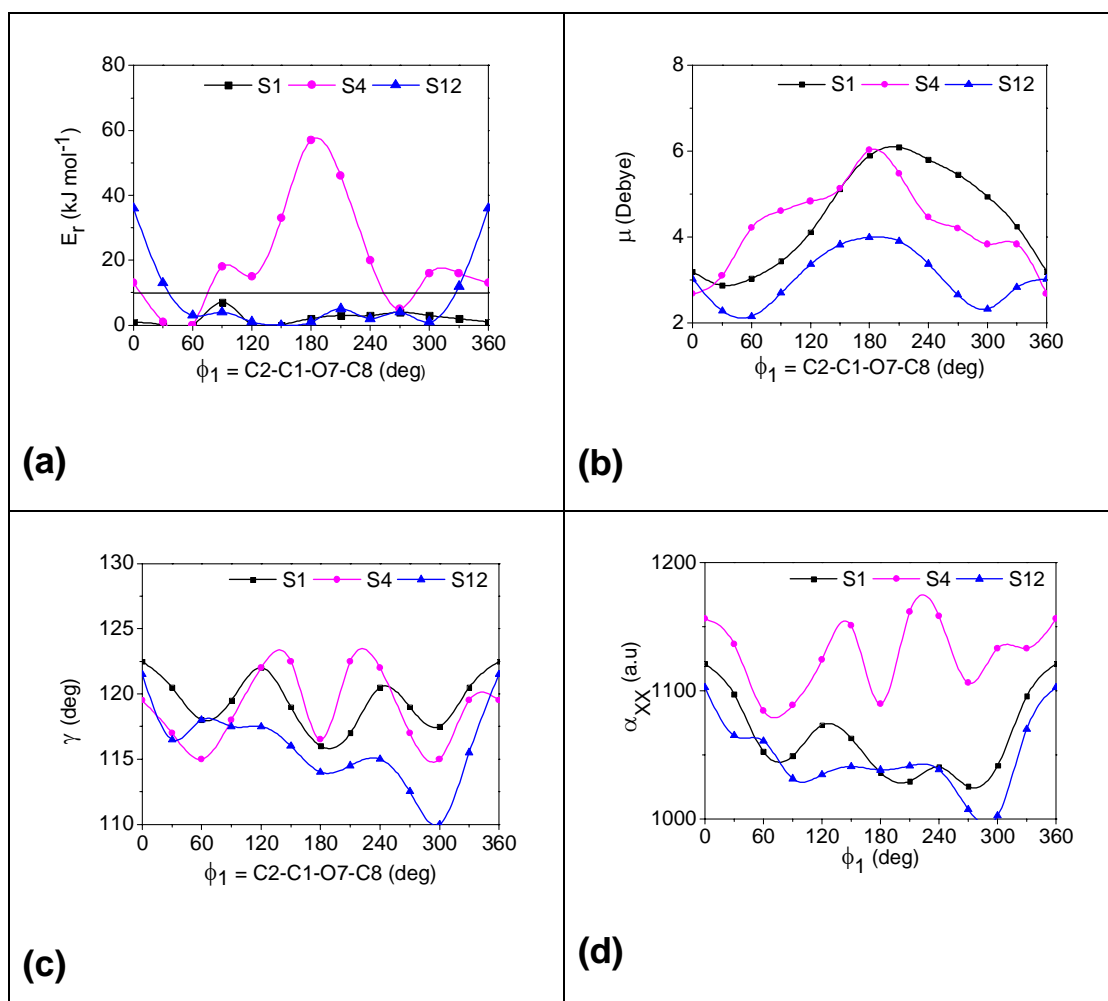 80
60
40
20
0
E_r (kJ mol⁻¹)
S1 S4 S12
10
0 60 120 180 240 300 360
ϕ₁ = C2-C1-O7-C8 (deg)
(a)
8
6
4
2
μ (Debye)
S1 S4 S12
0 60 120 180 240 300 360
ϕ₁ = C2-C1-O7-C8 (deg)
(b)
130
125
120
115
110
γ (deg)
S1 S4 S12
0 60 120 180 240 300 360
ϕ₁ = C2-C1-O7-C8 (deg)
(c)
1200
1100
1000
α_XX (a.u)
S1 S4 S12
0 60 120 180 240 300 360
ϕ₁ (deg)
(d)